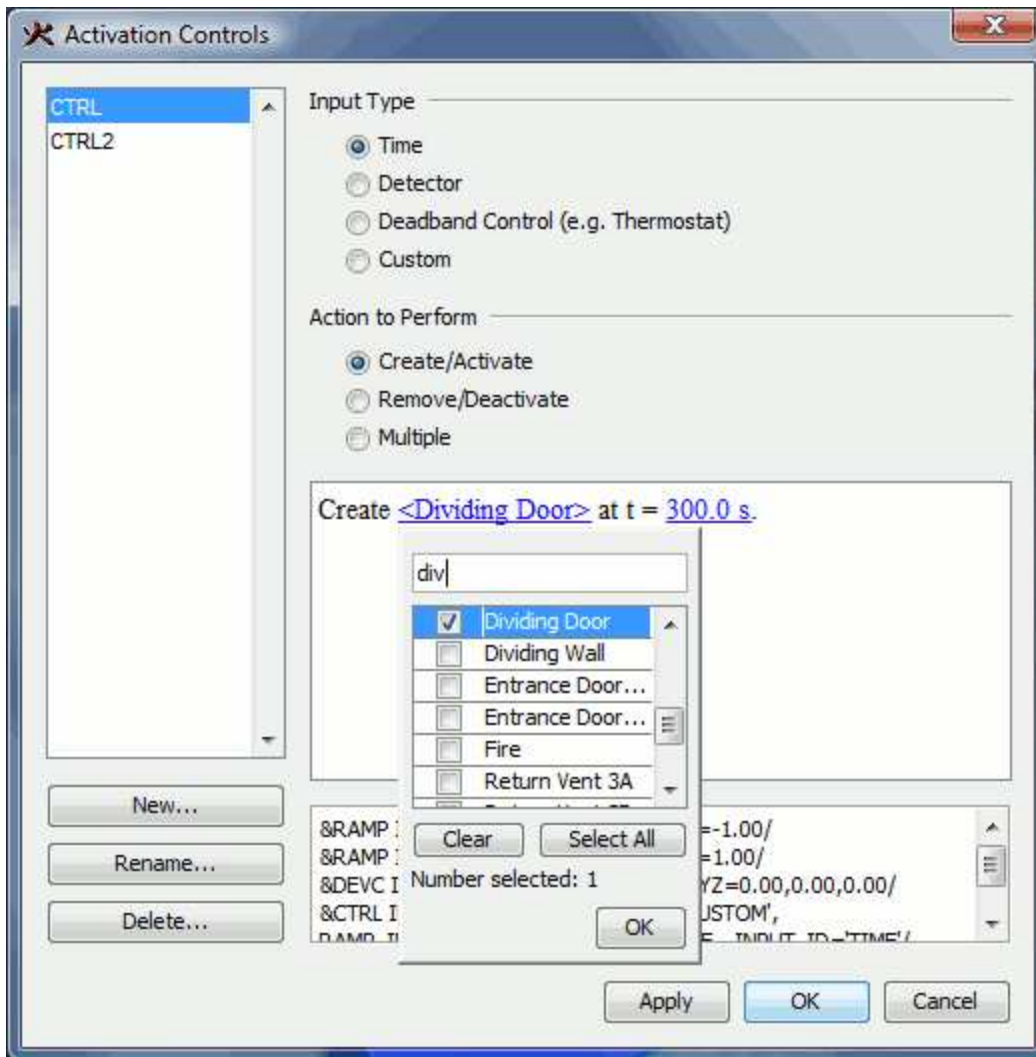 Activation Controls
CTRL
CTRL2
Input Type
Time
Detector
Deadband Control (e.g. Thermostat)
Custom
Action to Perform
Create/Activate
Remove/Deactivate
Multiple
Create <Dividing Door> at t = 300.0 s.
div
Dividing Door
Dividing Wall
Entrance Door...
Entrance Door...
Fire
Return Vent 3A
Clear
Select All
Number selected: 1
OK
New...
Rename...
Delete...
&RAMP I =-1.00/
&RAMP I =1.00/
&DEVC I YZ=0.00,0.00,0.00/
&CTRL I USTOM',
INPUT_ID='TIME'/
Apply
OK
Cancel